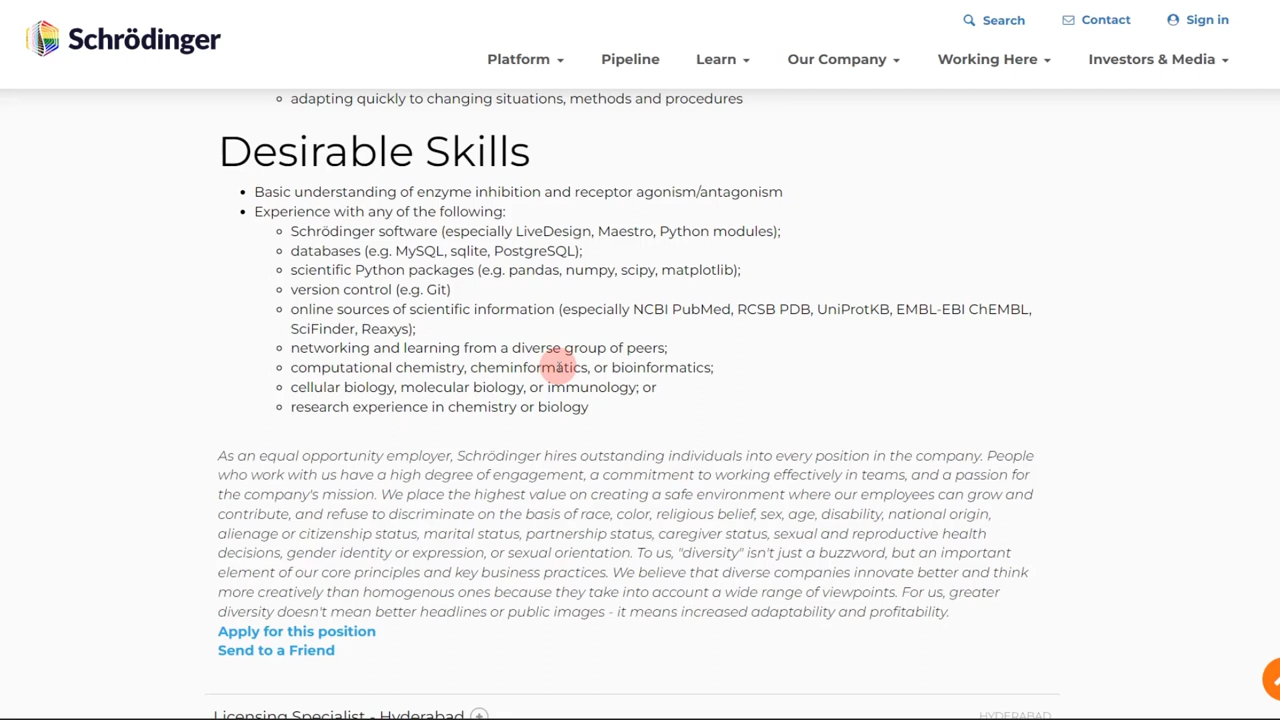 Schrödinger
Search
Contact
Sign in
Platform
Pipeline
Learn
Our Company
Working Here
Investors & Media
adapting quickly to changing situations, methods and procedures
Desirable Skills
Basic understanding of enzyme inhibition and receptor agonism/antagonism
Experience with any of the following:
Schrödinger software (especially LiveDesign, Maestro, Python modules);
databases (e.g. MySQL, sqlite, PostgreSQL);
scientific Python packages (e.g. pandas, numpy, scipy, matplotlib);
version control (e.g. Git)
online sources of scientific information (especially NCBI PubMed, RCSB PDB, UniProtKB, EMBL-EBI ChEMBL,
SciFinder, Reaxys);
networking and learning from a diverse group of peers;
computational chemistry, cheminformatics, or bioinformatics;
cellular biology, molecular biology, or immunology; or
research experience in chemistry or biology
As an equal opportunity employer, Schrödinger hires outstanding individuals into every position in the company. People
who work with us have a high degree of engagement, a commitment to working effectively in teams, and a passion for
the company's mission. We place the highest value on creating a safe environment where our employees can grow and
contribute, and refuse to discriminate on the basis of race, color, religious belief, sex, age, disability, national origin,
alienage or citizenship status, marital status, partnership status, caregiver status, sexual and reproductive health
decisions, gender identity or expression, or sexual orientation. To us, "diversity" isn't just a buzzword, but an important
element of our core principles and key business practices. We believe that diverse companies innovate better and think
more creatively than homogenous ones because they take into account a wide range of viewpoints. For us, greater
diversity doesn't mean better headlines or public images - it means increased adaptability and profitability.
Apply for this position
Send to a Friend
Licensing Specialist - Hyderabad
HYDERABAD